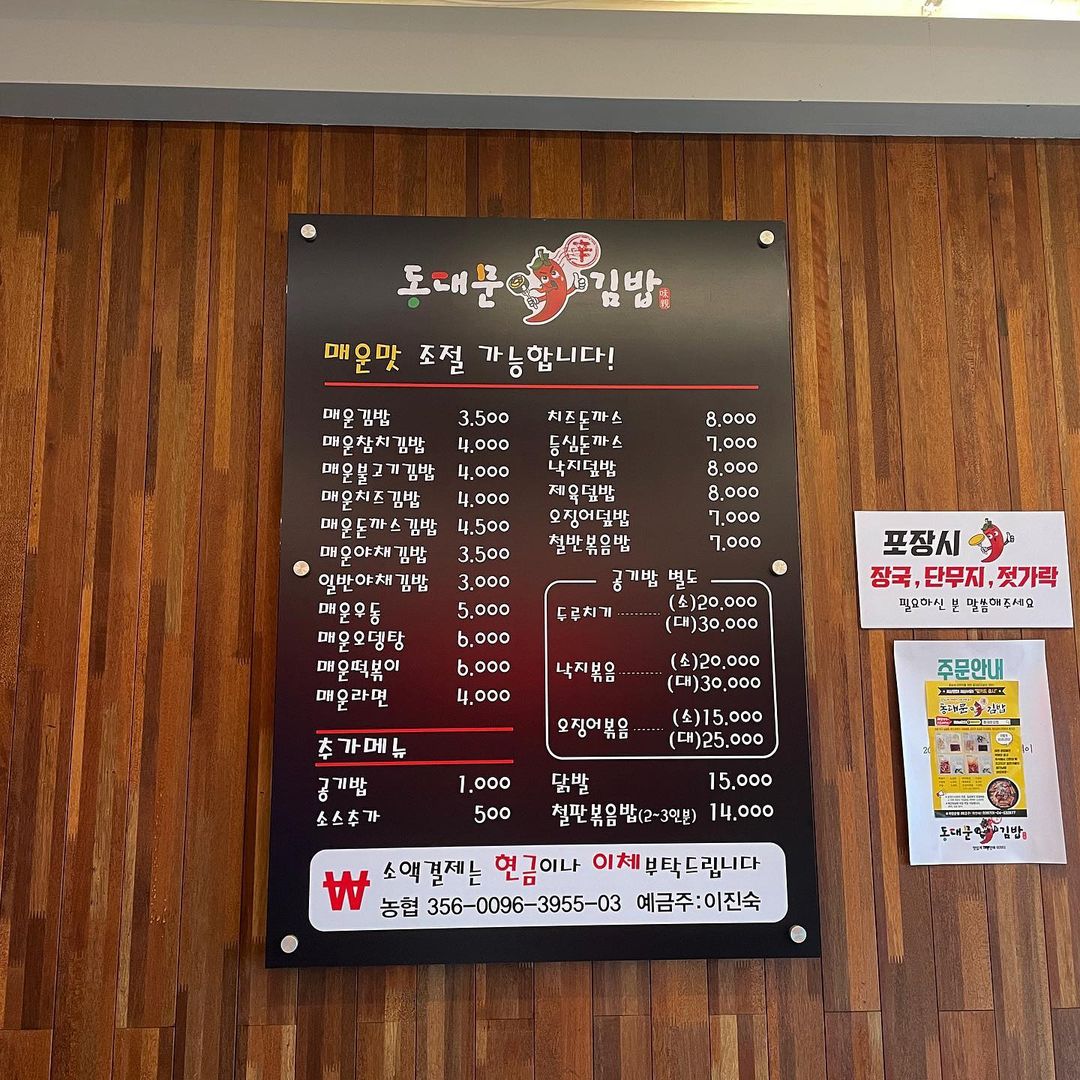 동대문 김밥
辛
매운맛 조절 가능합니다!
매운김밥 3.500
매운참치김밥 4.000
매운불고기김밥 4.000
매운치즈김밥 4.000
매운돈까스김밥 4.500
매운야채김밥 3.500
일반야채김밥 3.000
매운우동 5.000
매운오뎅탕 6.000
매운떡볶이 6.000
매운라면 4.000
추가메뉴
공기밥 1.000
소스추가 500
치즈돈까스 8.000
등심돈까스 7.000
낙지덮밥 8.000
제육덮밥 8.000
오징어덮밥 7.000
철반볶음밥 7.000
공기밥 별도
두루치기 (소)20.000
(대)30.000
낙지볶음 (소)20.000
(대)30.000
오징어볶음 (소)15.000
(대)25.000
닭발 15.000
철판볶음밥(2~3인분) 14.000
₩ 소액결제는 현금이나 이체부탁드립니다
농협 356-0096-3955-03 예금주:이진숙
포장시
장국,단무지,젓가락
필요하신 분 말씀해주세요
주문안내
동대문 김밥
동대문 김밥